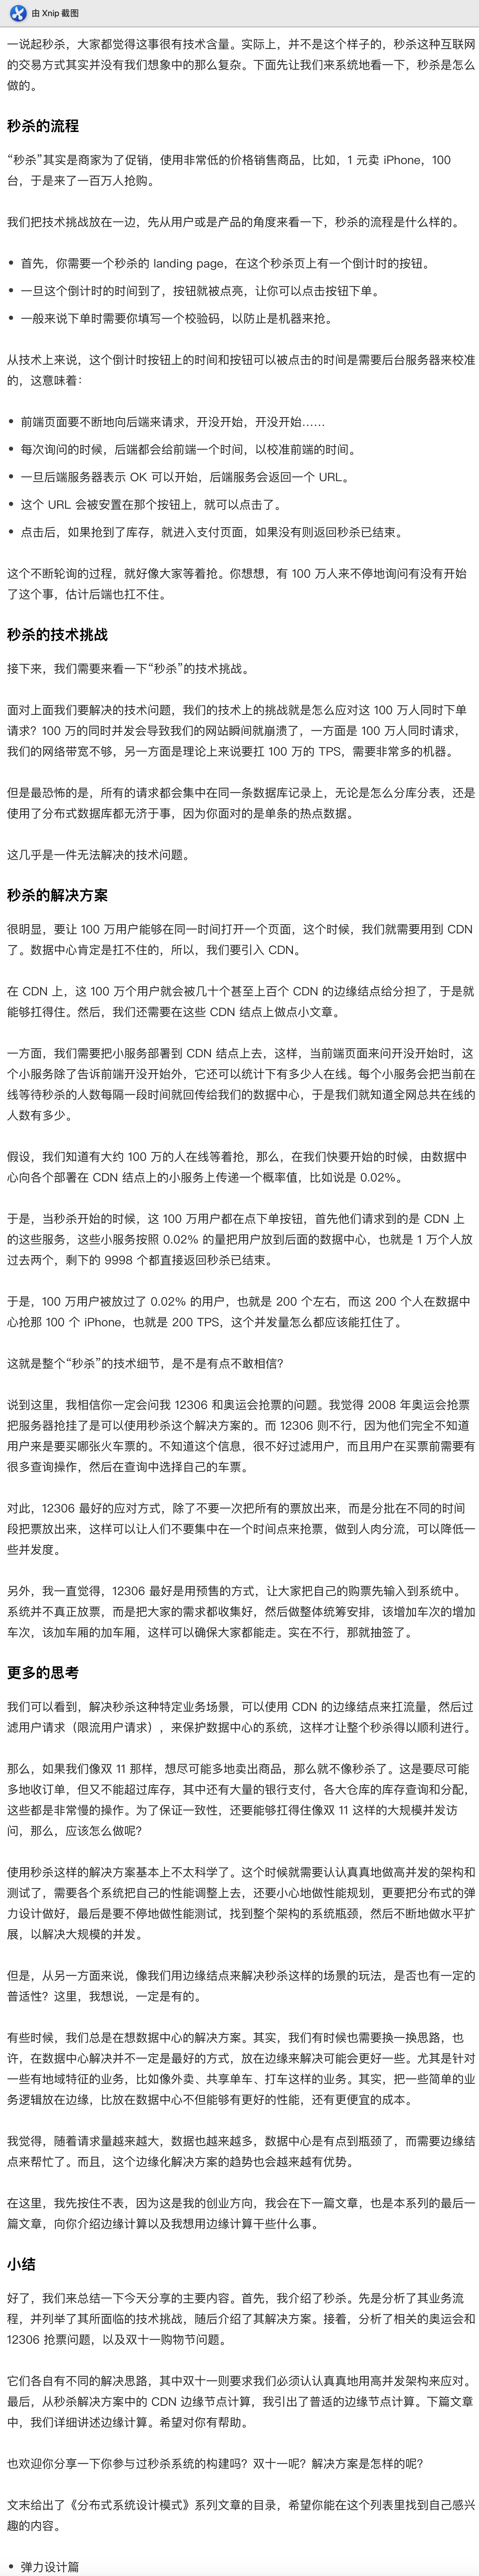 由 Xnip 截图
一说起秒杀，大家都觉得这事很有技术含量。实际上，并不是这个样子的，秒杀这种互联网
的交易方式其实并没有我们想象中的那么复杂。下面先让我们来系统地看一下，秒杀是怎么
做的。
秒杀的流程
“秒杀”其实是商家为了促销，使用非常低的价格销售商品，比如，1 元卖 iPhone，100
台，于是来了一百万人抢购。
我们把技术挑战放在一边，先从用户或是产品的角度来看一下，秒杀的流程是什么样的。
• 首先，你需要一个秒杀的 landing page，在这个秒杀页上有一个倒计时的按钮。
• 一旦这个倒计时的时间到了，按钮就被点亮，让你可以点击按钮下单。
• 一般来说下单时需要你填写一个校验码，以防止是机器来抢。
从技术上来说，这个倒计时按钮上的时间和按钮可以被点击的时间是需要后台服务器来校准
的，这意味着：
• 前端页面要不断地向后端来请求，开没开始，开没开始……
• 每次询问的时候，后端都会给前端一个时间，以校准前端的时间。
• 一旦后端服务器表示 OK 可以开始，后端服务会返回一个 URL。
• 这个 URL 会被安置在那个按钮上，就可以点击了。
• 点击后，如果抢到了库存，就进入支付页面，如果没有则返回秒杀已结束。
这个不断轮询的过程，就好像大家等着抢。你想想，有 100 万人来不停地询问有没有开始
了这个事，估计后端也扛不住。
秒杀的技术挑战
接下来，我们需要来看一下“秒杀”的技术挑战。
面对上面我们要解决的技术问题，我们的技术上的挑战就是怎么应对这 100 万人同时下单
请求？100 万的同时并发会导致我们的网站瞬间就崩溃了，一方面是 100 万人同时请求，
我们的网络带宽不够，另一方面是理论上来说要扛 100 万的 TPS，需要非常多的机器。
但是最恐怖的是，所有的请求都会集中在同一条数据库记录上，无论是怎么分库分表，还是
使用了分布式数据库都无济于事，因为你面对的是单条的热点数据。
这几乎是一件无法解决的技术问题。
秒杀的解决方案
很明显，要让 100 万用户能够在同一时间打开一个页面，这个时候，我们就需要用到 CDN
了。数据中心肯定是扛不住的，所以，我们要引入 CDN。
在 CDN 上，这 100 万个用户就会被几十个甚至上百个 CDN 的边缘结点给分担了，于是就
能够扛得住。然后，我们还需要在这些 CDN 结点上做点小文章。
一方面，我们需要把小服务部署到 CDN 结点上去，这样，当前端页面来问开没开始时，这
个小服务除了告诉前端开没开始外，它还可以统计下有多少人在线。每个小服务会把当前在
线等待秒杀的人数每隔一段时间就回传给我们的数据中心，于是我们就知道全网总共在线的
人数有多少。
假设，我们知道有大约 100 万的人在线等着抢，那么，在我们快要开始的时候，由数据中
心向各个部署在 CDN 结点上的小服务上传递一个概率值，比如说是 0.02%。
于是，当秒杀开始的时候，这 100 万用户都在点下单按钮，首先他们请求到的是 CDN 上
的这些服务，这些小服务按照 0.02% 的量把用户放到后面的数据中心，也就是 1 万个人放
过去两个，剩下的 9998 个都直接返回秒杀已结束。
于是，100 万用户被放过了 0.02% 的用户，也就是 200 个左右，而这 200 个人在数据中
心抢那 100 个 iPhone，也就是 200 TPS，这个并发量怎么都应该能扛住了。
这就是整个“秒杀”的技术细节，是不是有点不敢相信？
说到这里，我相信你一定会问我 12306 和奥运会抢票的问题。我觉得 2008 年奥运会抢票
把服务器抢挂了是可以使用秒杀这个解决方案的。而 12306 则不行，因为他们完全不知道
用户来是要买哪张火车票的。不知道这个信息，很不好过滤用户，而且用户在买票前需要有
很多查询操作，然后在查询中选择自己的车票。
对此，12306 最好的应对方式，除了不要一次把所有的票放出来，而是分批在不同的时间
段把票放出来，这样可以让人们不要集中在一个时间点来抢票，做到人肉分流，可以降低一
些并发度。
另外，我一直觉得，12306 最好是用预售的方式，让大家把自己的购票先输入到系统中。
系统并不真正放票，而是把大家的需求都收集好，然后做整体统筹安排，该增加车次的增加
车次，该加车厢的加车厢，这样可以确保大家都能走。实在不行，那就抽签了。
更多的思考
我们可以看到，解决秒杀这种特定业务场景，可以使用 CDN 的边缘结点来扛流量，然后过
滤用户请求（限流用户请求），来保护数据中心的系统，这样才让整个秒杀得以顺利进行。
那么，如果我们像双 11 那样，想尽可能多地卖出商品，那么就不像秒杀了。这是要尽可能
多地收订单，但又不能超过库存，其中还有大量的银行支付，各大仓库的库存查询和分配，
这些都是非常慢的操作。为了保证一致性，还要能够扛得住像双 11 这样的大规模并发访
问，那么，应该怎么做呢？
使用秒杀这样的解决方案基本上不太科学了。这个时候就需要认认真真地做高并发的架构和
测试了，需要各个系统把自己的性能调整上去，还要小心地做性能规划，更要把分布式的弹
力设计做好，最后是要不停地做性能测试，找到整个架构的系统瓶颈，然后不断地做水平扩
展，以解决大规模的并发。
但是，从另一方面来说，像我们用边缘结点来解决秒杀这样的场景的玩法，是否也有一定的
普适性？这里，我想说，一定是有的。
有些时候，我们总是在想数据中心的解决方案。其实，我们有时候也需要换一换思路，也
许，在数据中心解决并不一定是最好的方式，放在边缘来解决可能会更好一些。尤其是针对
一些有地域特征的业务，比如像外卖、共享单车、打车这样的业务。其实，把一些简单的业
务逻辑放在边缘，比放在数据中心不但能够有更好的性能，还有更便宜的成本。
我觉得，随着请求量越来越大，数据也越来越多，数据中心是有点到瓶颈了，而需要边缘结
点来帮忙了。而且，这个边缘化解决方案的趋势也会越来越有优势。
在这里，我先按住不表，因为这是我的创业方向，我会在下一篇文章，也是本系列的最后一
篇文章，向你介绍边缘计算以及我想用边缘计算干些什么事。
小结
好了，我们来总结一下今天分享的主要内容。首先，我介绍了秒杀。先是分析了其业务流
程，并列举了其所面临的技术挑战，随后介绍了其解决方案。接着，分析了相关的奥运会和
12306 抢票问题，以及双十一购物节问题。
它们各自有不同的解决思路，其中双十一则要求我们必须认认真真地用高并发架构来应对。
最后，从秒杀解决方案中的 CDN 边缘节点计算，我引出了普适的边缘节点计算。下篇文章
中，我们详细讲述边缘计算。希望对你有帮助。
也欢迎你分享一下你参与过秒杀系统的构建吗？双十一呢？解决方案是怎样的呢？
文末给出了《分布式系统设计模式》系列文章的目录，希望你能在这个列表里找到自己感兴
趣的内容。
• 弹力设计篇